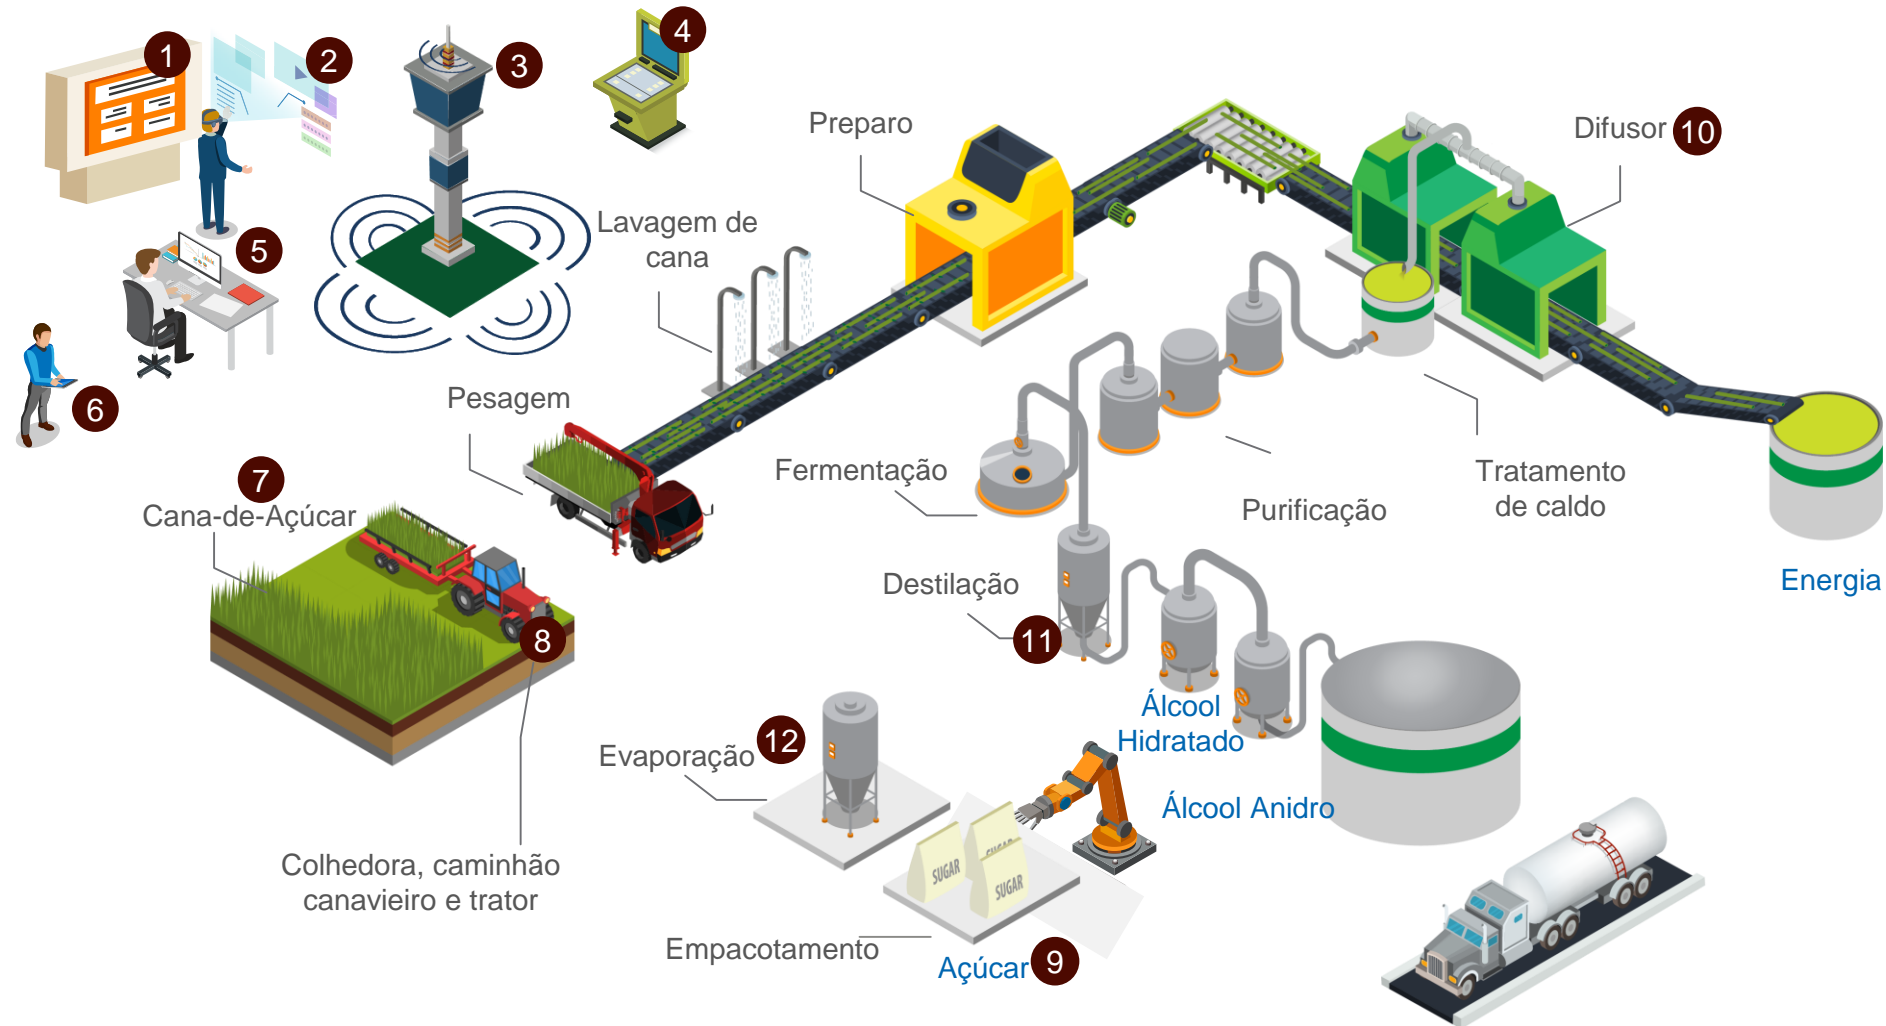 1
2
3
4
5
6
Preparo
Difusor 10
Lavagem de
cana
Pesagem
7
Cana-de-Açúcar
Fermentação
Purificação
Tratamento
de caldo
Energia
Destilação
11
8
Álcool
Hidratado
Evaporação 12
Álcool Anidro
Colhedora, caminhão
canavieiro e trator
SUGAR
SUGAR
SUGAR
Empacotamento
Açúcar 9